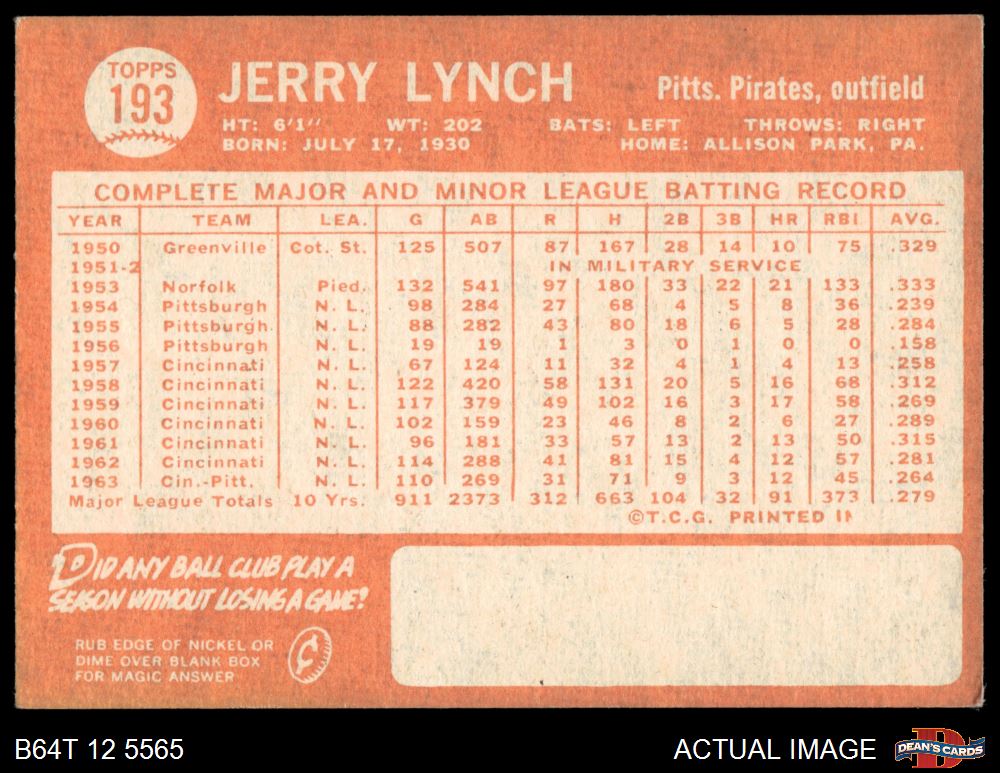 TOPPS
193
JERRY LYNCH
Pitts. Pirates, outfield
HT: 6'1" WT: 202 BATS: LEFT THROWS: RIGHT
BORN: JULY 17, 1930 HOME: ALLISON PARK, PA.
COMPLETE MAJOR AND MINOR LEAGUE BATTING RECORD
YEAR TEAM LEA. G AB R H 2B 3B HR RBI AVG.
1950 Greenville Cot. St. 125 507 87 167 28 14 10 75 .329
1951-2 IN MILITARY SERVICE
1953 Norfolk Pied. 132 541 97 180 33 22 21 133 .333
1954 Pittsburgh N. L. 98 284 27 68 4 5 8 36 .239
1955 Pittsburgh N. L. 88 282 43 80 18 6 5 28 .284
1956 Pittsburgh N. L. 19 19 1 3 0 1 0 0 .158
1957 Cincinnati N. L. 67 124 11 32 4 1 4 13 .258
1958 Cincinnati N. L. 122 420 58 131 20 5 16 68 .312
1959 Cincinnati N. L. 117 379 49 102 16 3 17 58 .269
1960 Cincinnati N. L. 102 159 23 46 8 2 6 27 .289
1961 Cincinnati N. L. 96 181 33 57 13 2 13 50 .315
1962 Cincinnati N. L. 114 288 41 81 15 4 12 57 .281
1963 Cin.-Pitt. N. L. 110 269 31 71 9 3 12 45 .264
Major League Totals 10 Yrs. 911 2373 312 663 104 32 91 373 .279
©T.C.G. PRINTED IN
DID ANY BALL CLUB PLAY A
SEASON WITHOUT LOSING A GAME?
RUB EDGE OF NICKEL OR
DIME OVER BLANK BOX
FOR MAGIC ANSWER
B64T 12 5565
ACTUAL IMAGE
D
DEAN'S CARDS